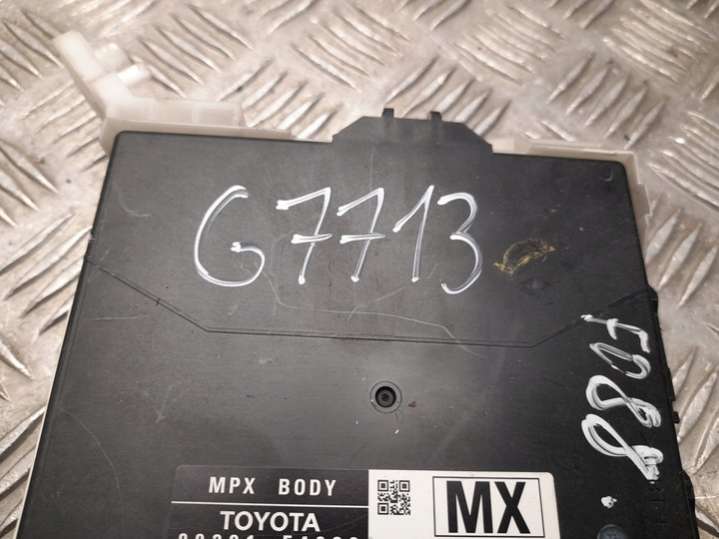 G7713
F088
MPX BODY
TOYOTA
MX